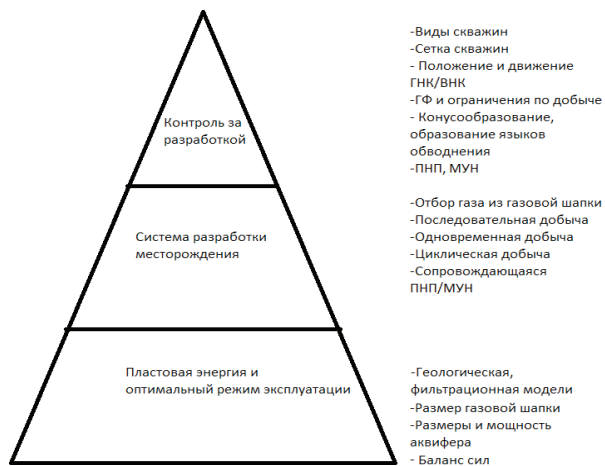 -Виды скважин
-Сетка скважин
- Положение и движение
ГНК/ВНК
-ГФ и ограничения по добыче
- Конусообразование,
образование языков
обводнения
-ПНП, МУН
Контроль за
разработкой
-Отбор газа из газовой шапки
-Последовательная добыча
-Одновременная добыча
-Циклическая добыча
-Сопровождающаяся
ПНП/МУН
Система разработки
месторождения
Пластовая энергия и
оптимальный режим эксплуатации
-Геологическая,
фильтрационная модели
-Размер газовой шапки
-Размеры и мощность
аквифера
- Баланс сил